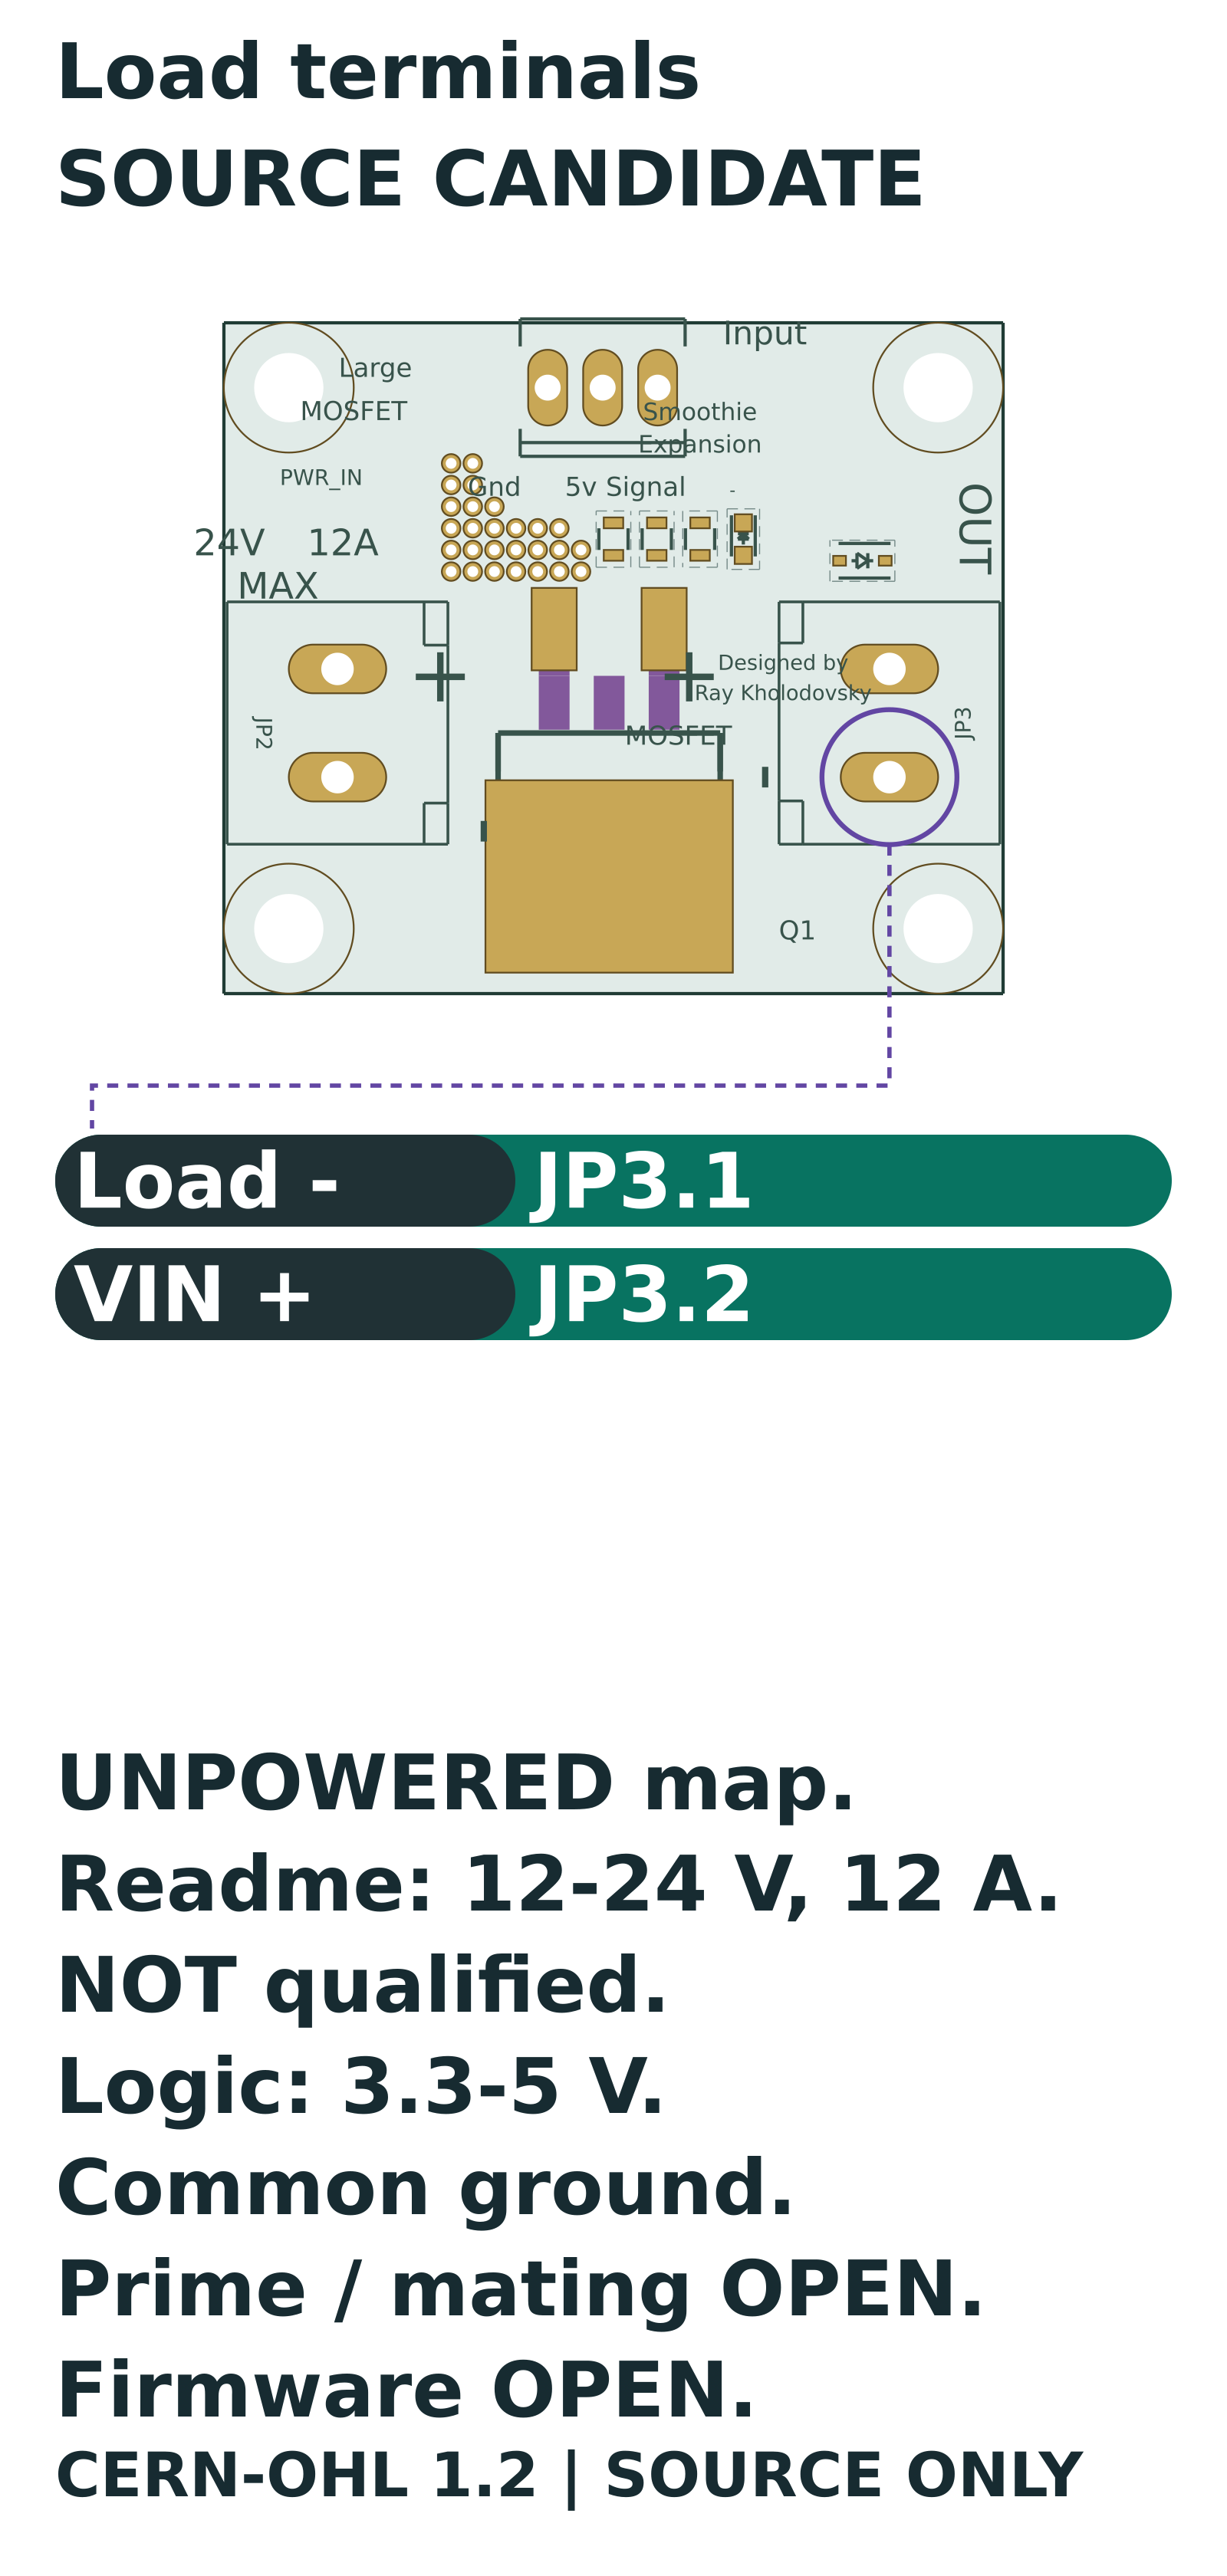 Load terminals
SOURCE CANDIDATE
Input
Large
MOSFET
Smoothie
Expansion
PWR_IN
Gnd 5v Signal -
OUT
24V 12A
MAX
+ +
Designed by
Ray Kholodovsky
JP2
JP3
MOSFET
-
-
Q1
Load - JP3.1
VIN + JP3.2
UNPOWERED map.
Readme: 12-24 V, 12 A.
NOT qualified.
Logic: 3.3-5 V.
Common ground.
Prime / mating OPEN.
Firmware OPEN.
CERN-OHL 1.2 | SOURCE ONLY